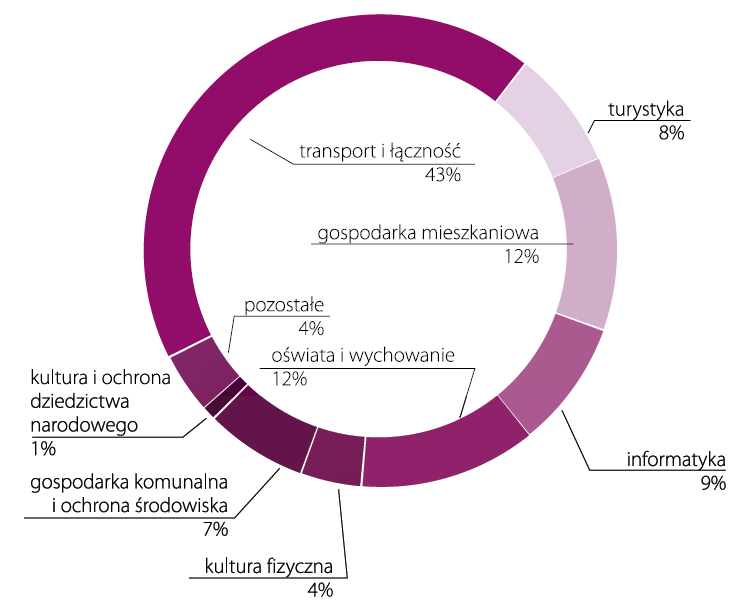 turystyka
8%
transport i łączność
43%
gospodarka mieszkaniowa
12%
pozostałe
4%
oświata i wychowanie
12%
kultura i ochrona
dziedzictwa
narodowego
1%
informatyka
9%
gospodarka komunalna
i ochrona środowiska
7%
kultura fizyczna
4%